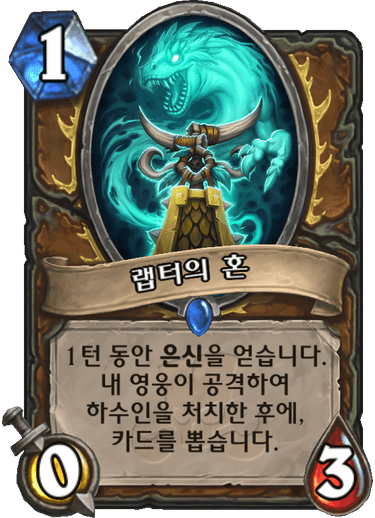 1
랩터의 혼
1턴 동안 은신을 얻습니다.
내 영웅이 공격하여
하수인을 처치한 후에,
카드를 뽑습니다.
0
3